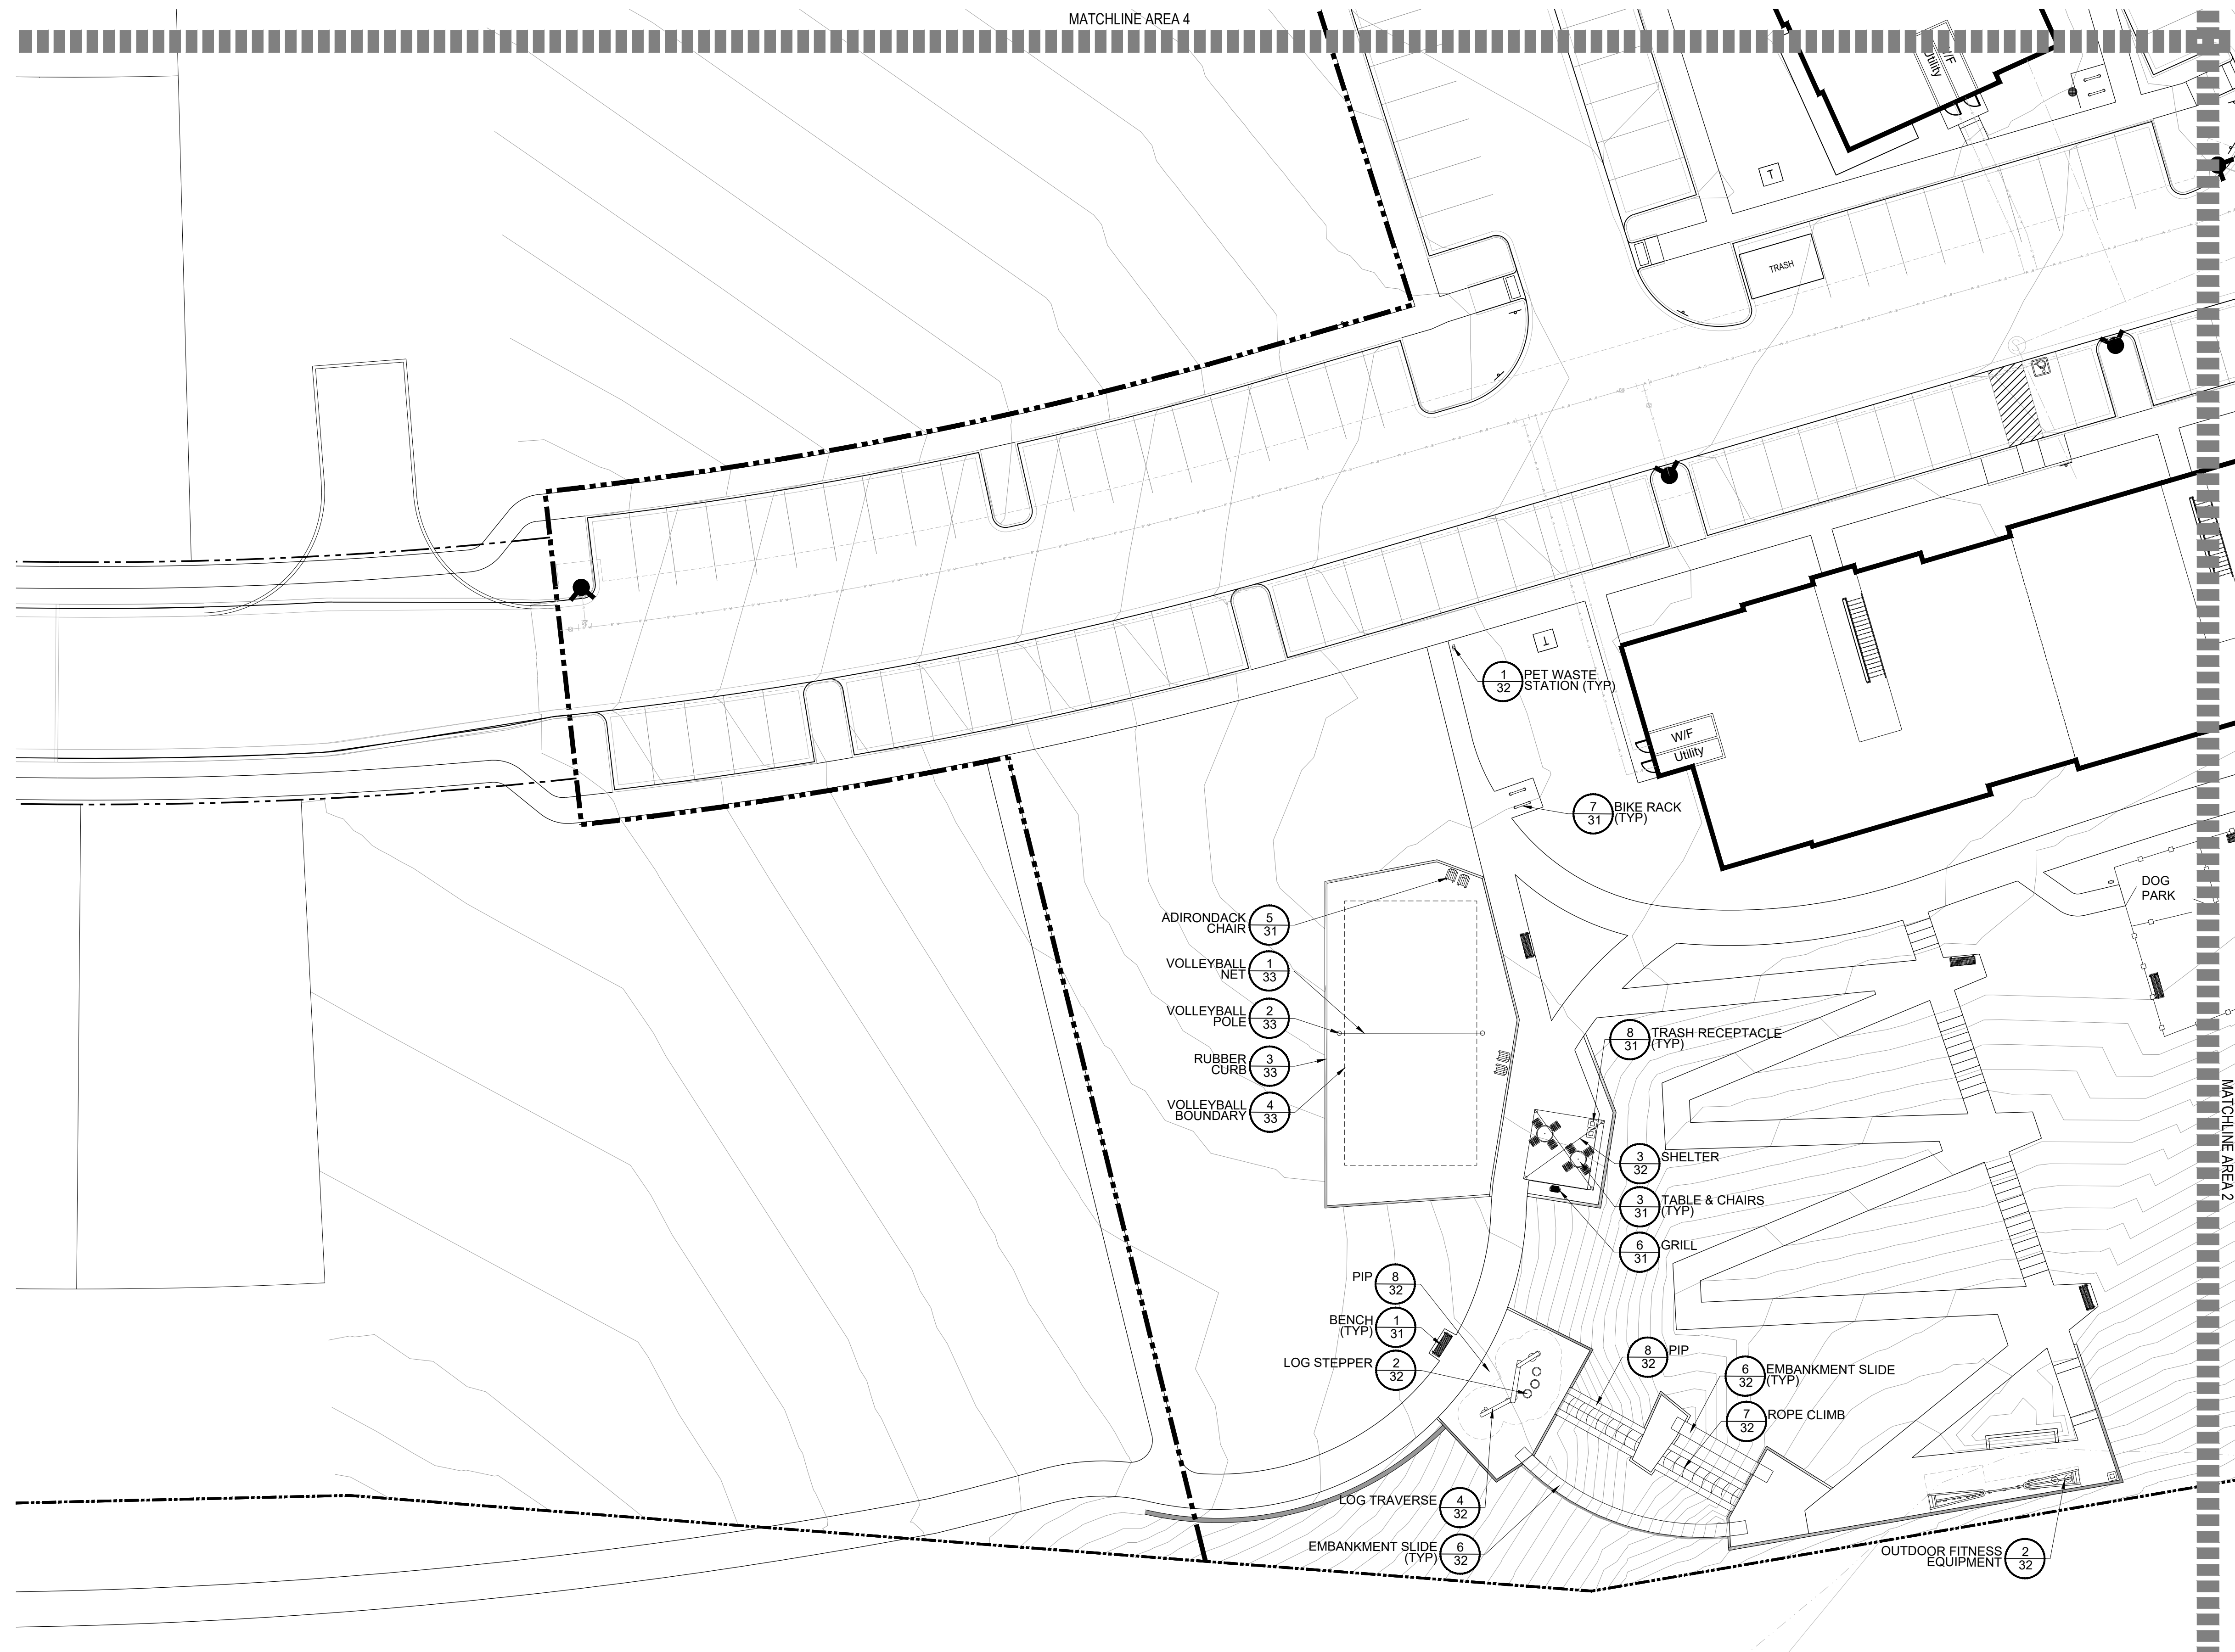 MATCHLINE AREA 4
W/F
Utility
T
TRASH
T
1
32
PET WASTE
STATION (TYP)
W/F
Utility
7
31
BIKE RACK
(TYP)
DOG
PARK
ADIRONDACK
CHAIR
5
31
VOLLEYBALL
NET
1
33
VOLLEYBALL
POLE
2
33
RUBBER
CURB
3
33
VOLLEYBALL
BOUNDARY
4
33
8
31
TRASH RECEPTACLE
(TYP)
MATCHLINE AREA 2
3
32
SHELTER
3
31
TABLE & CHAIRS
(TYP)
6
31
GRILL
PIP
8
32
BENCH
(TYP)
1
31
LOG STEPPER
2
32
8
32
PIP
6
32
EMBANKMENT SLIDE
(TYP)
7
32
ROPE CLIMB
LOG TRAVERSE
4
32
EMBANKMENT SLIDE
(TYP)
6
32
OUTDOOR FITNESS
EQUIPMENT
2
32